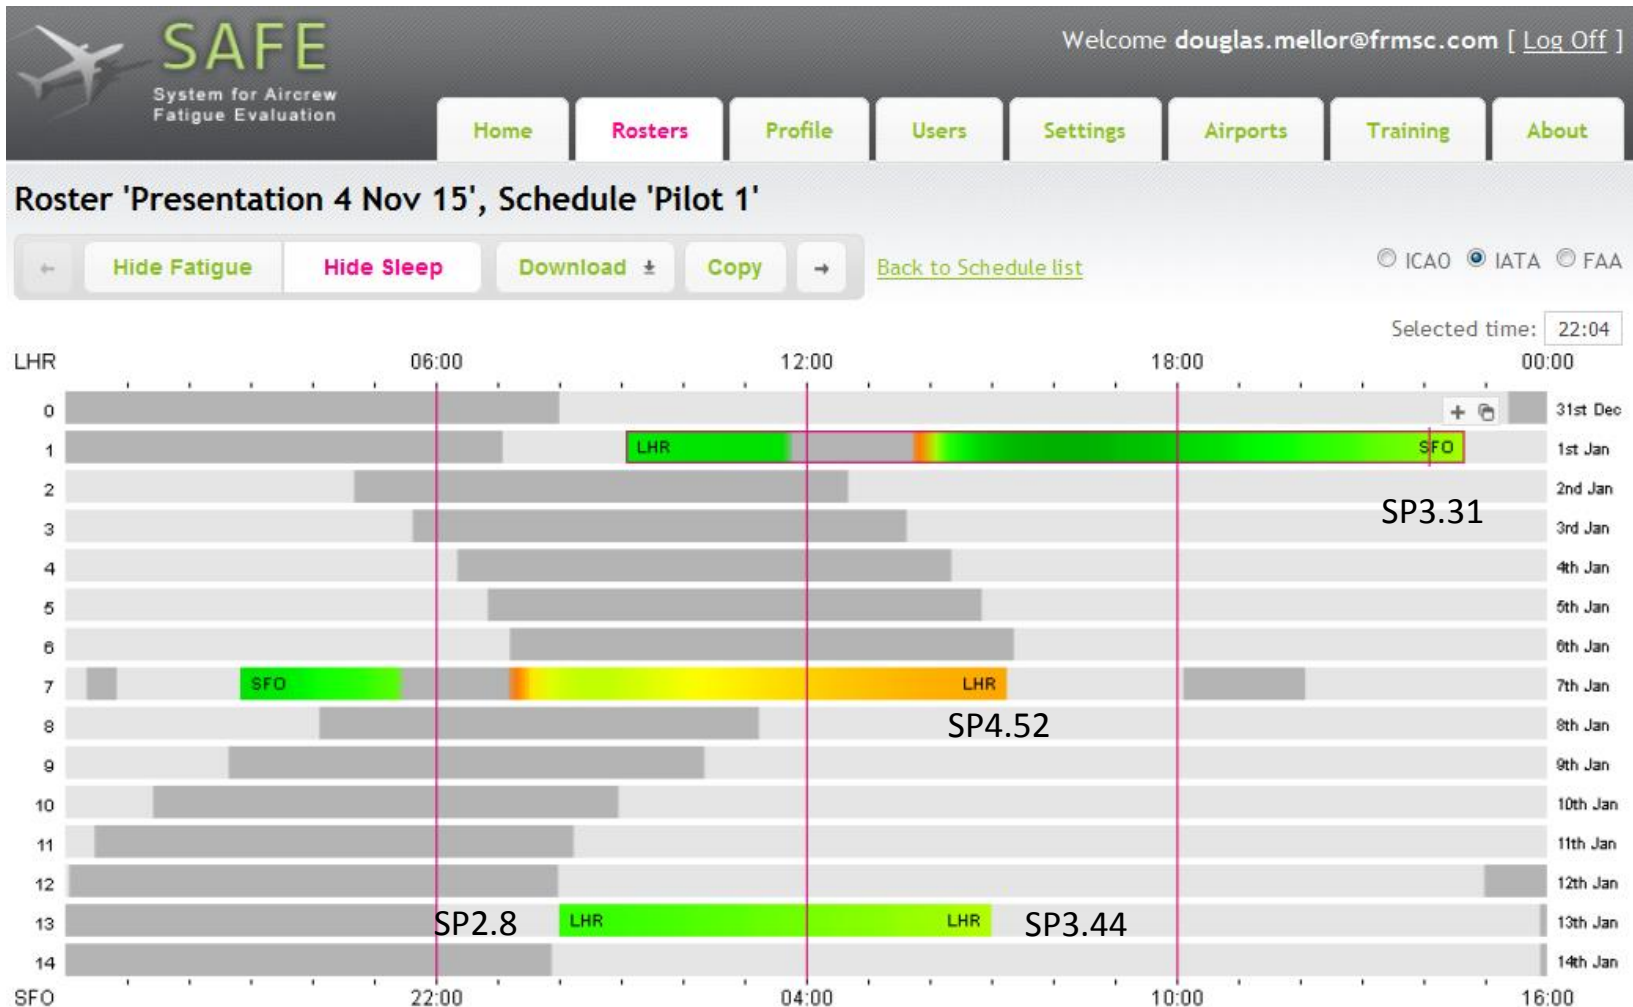 SAFE
System for Aircrew
Fatigue Evaluation
Welcome douglas.mellor@frmsc.com [ Log Off ]
Home Rosters Profile Users Settings Airports Training About
Roster 'Presentation 4 Nov 15', Schedule 'Pilot 1'
← Hide Fatigue Hide Sleep Download Copy → Back to Schedule list ICAO IATA FAA
Selected time: 22:04
LHR 06:00 12:00 18:00 00:00
0 31st Dec
1 LHR SFO 1st Jan
2 2nd Jan
SP3.31
3 3rd Jan
4 4th Jan
5 5th Jan
6 6th Jan
7 SFO LHR 7th Jan
8 SP4.52 8th Jan
9 9th Jan
10 10th Jan
11 11th Jan
12 12th Jan
13 SP2.8 LHR LHR SP3.44 13th Jan
14 14th Jan
SFO 22:00 04:00 10:00 16:00